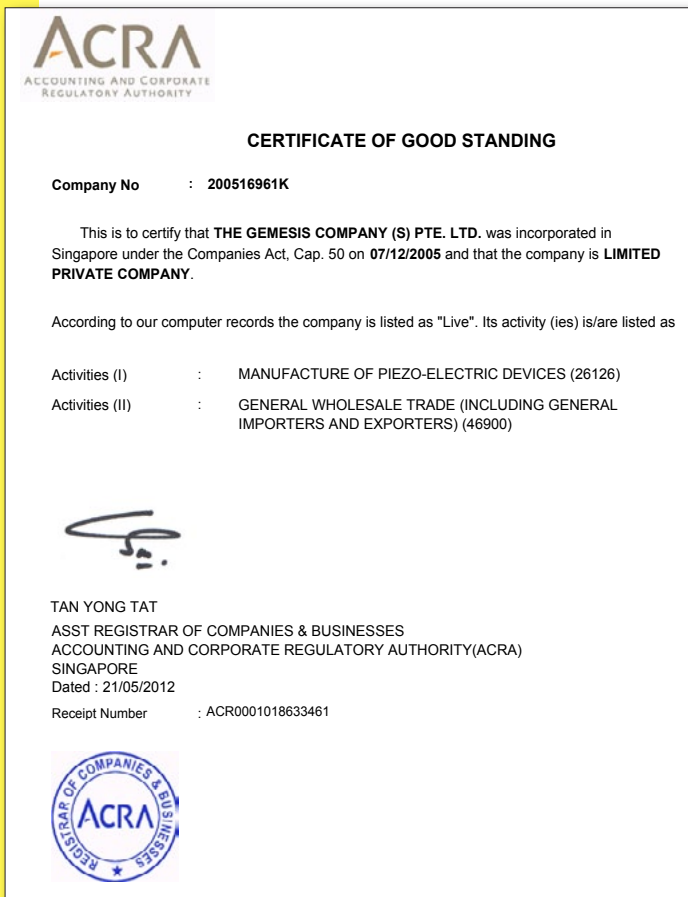 ACRA
ACCOUNTING AND CORPORATE
REGULATORY AUTHORITY
CERTIFICATE OF GOOD STANDING
Company No : 200516961K
This is to certify that THE GEMESIS COMPANY (S) PTE. LTD. was incorporated in
Singapore under the Companies Act, Cap. 50 on 07/12/2005 and that the company is LIMITED
PRIVATE COMPANY.
According to our computer records the company is listed as "Live". Its activity (ies) is/are listed as
Activities (I) : MANUFACTURE OF PIEZO-ELECTRIC DEVICES (26126)
Activities (II) : GENERAL WHOLESALE TRADE (INCLUDING GENERAL
IMPORTERS AND EXPORTERS) (46900)
TAN YONG TAT
ASST REGISTRAR OF COMPANIES & BUSINESSES
ACCOUNTING AND CORPORATE REGULATORY AUTHORITY(ACRA)
SINGAPORE
Dated : 21/05/2012
Receipt Number : ACR0001018633461
REGISTRAR OF COMPANIES & BUSINESSES
ACRA